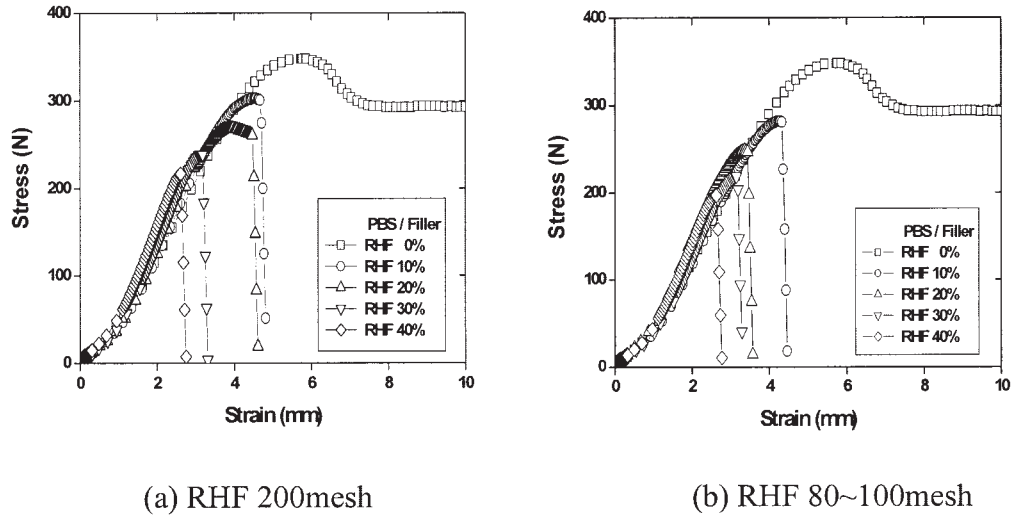 400
300
200
100
0
Stress (N)
PBS / Filler
RHF 0%
RHF 10%
RHF 20%
RHF 30%
RHF 40%
0 2 4 6 8 10
Strain (mm)
(a) RHF 200mesh
400
300
200
100
0
Stress (N)
PBS / Filler
RHF 0%
RHF 10%
RHF 20%
RHF 30%
RHF 40%
0 2 4 6 8 10
Strain (mm)
(b) RHF 80~100mesh